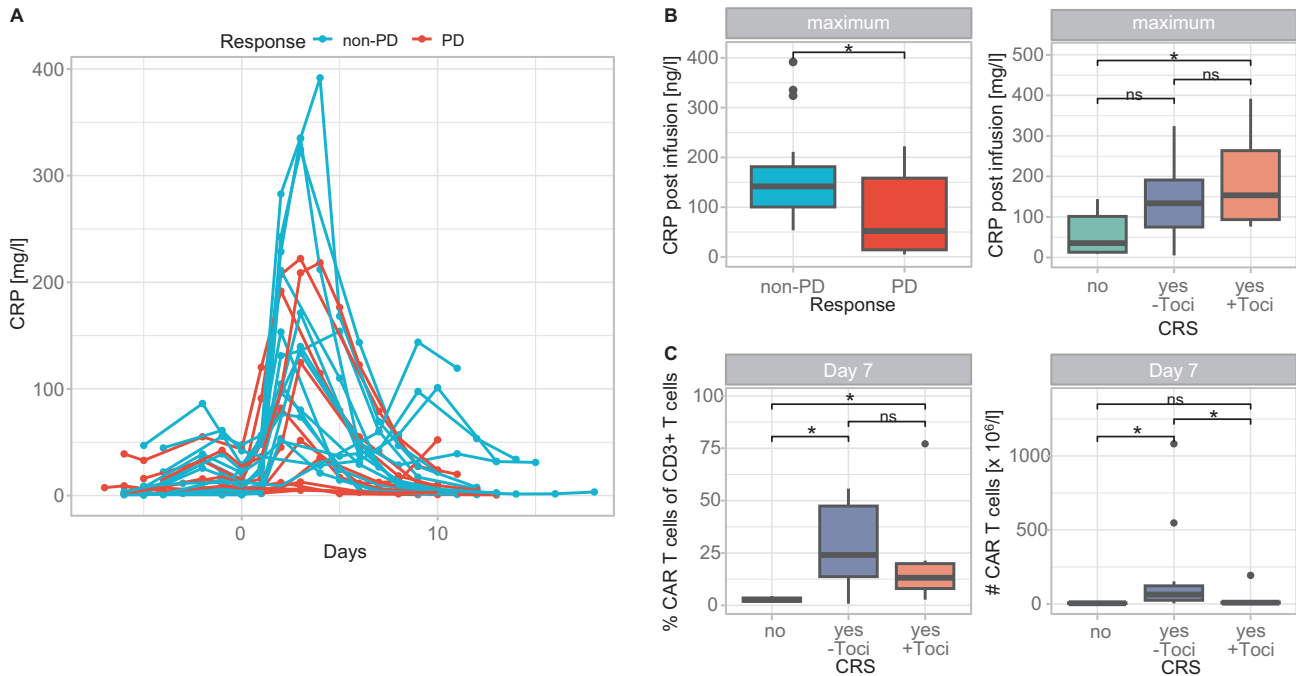 A
Response non-PD PD
CRP [mg/l]
400
300
200
100
0
0 10
Days
B
maximum
CRP post infusion [ng/l]
400
300
200
150
100
0
*
non-PD PD
Response
maximum
CRP post infusion [mg/l]
500
400
300
200
100
0
*
ns
ns
no yes yes
-Toci +Toci
CRS
C
Day 7
% CAR T cells of CD3+ T cells
100
75
50
25
0
*
ns
*
no yes yes
-Toci +Toci
CRS
Day 7
# CAR T cells [x 10⁶/l]
1000
500
0
ns
*
*
no yes yes
-Toci +Toci
CRS